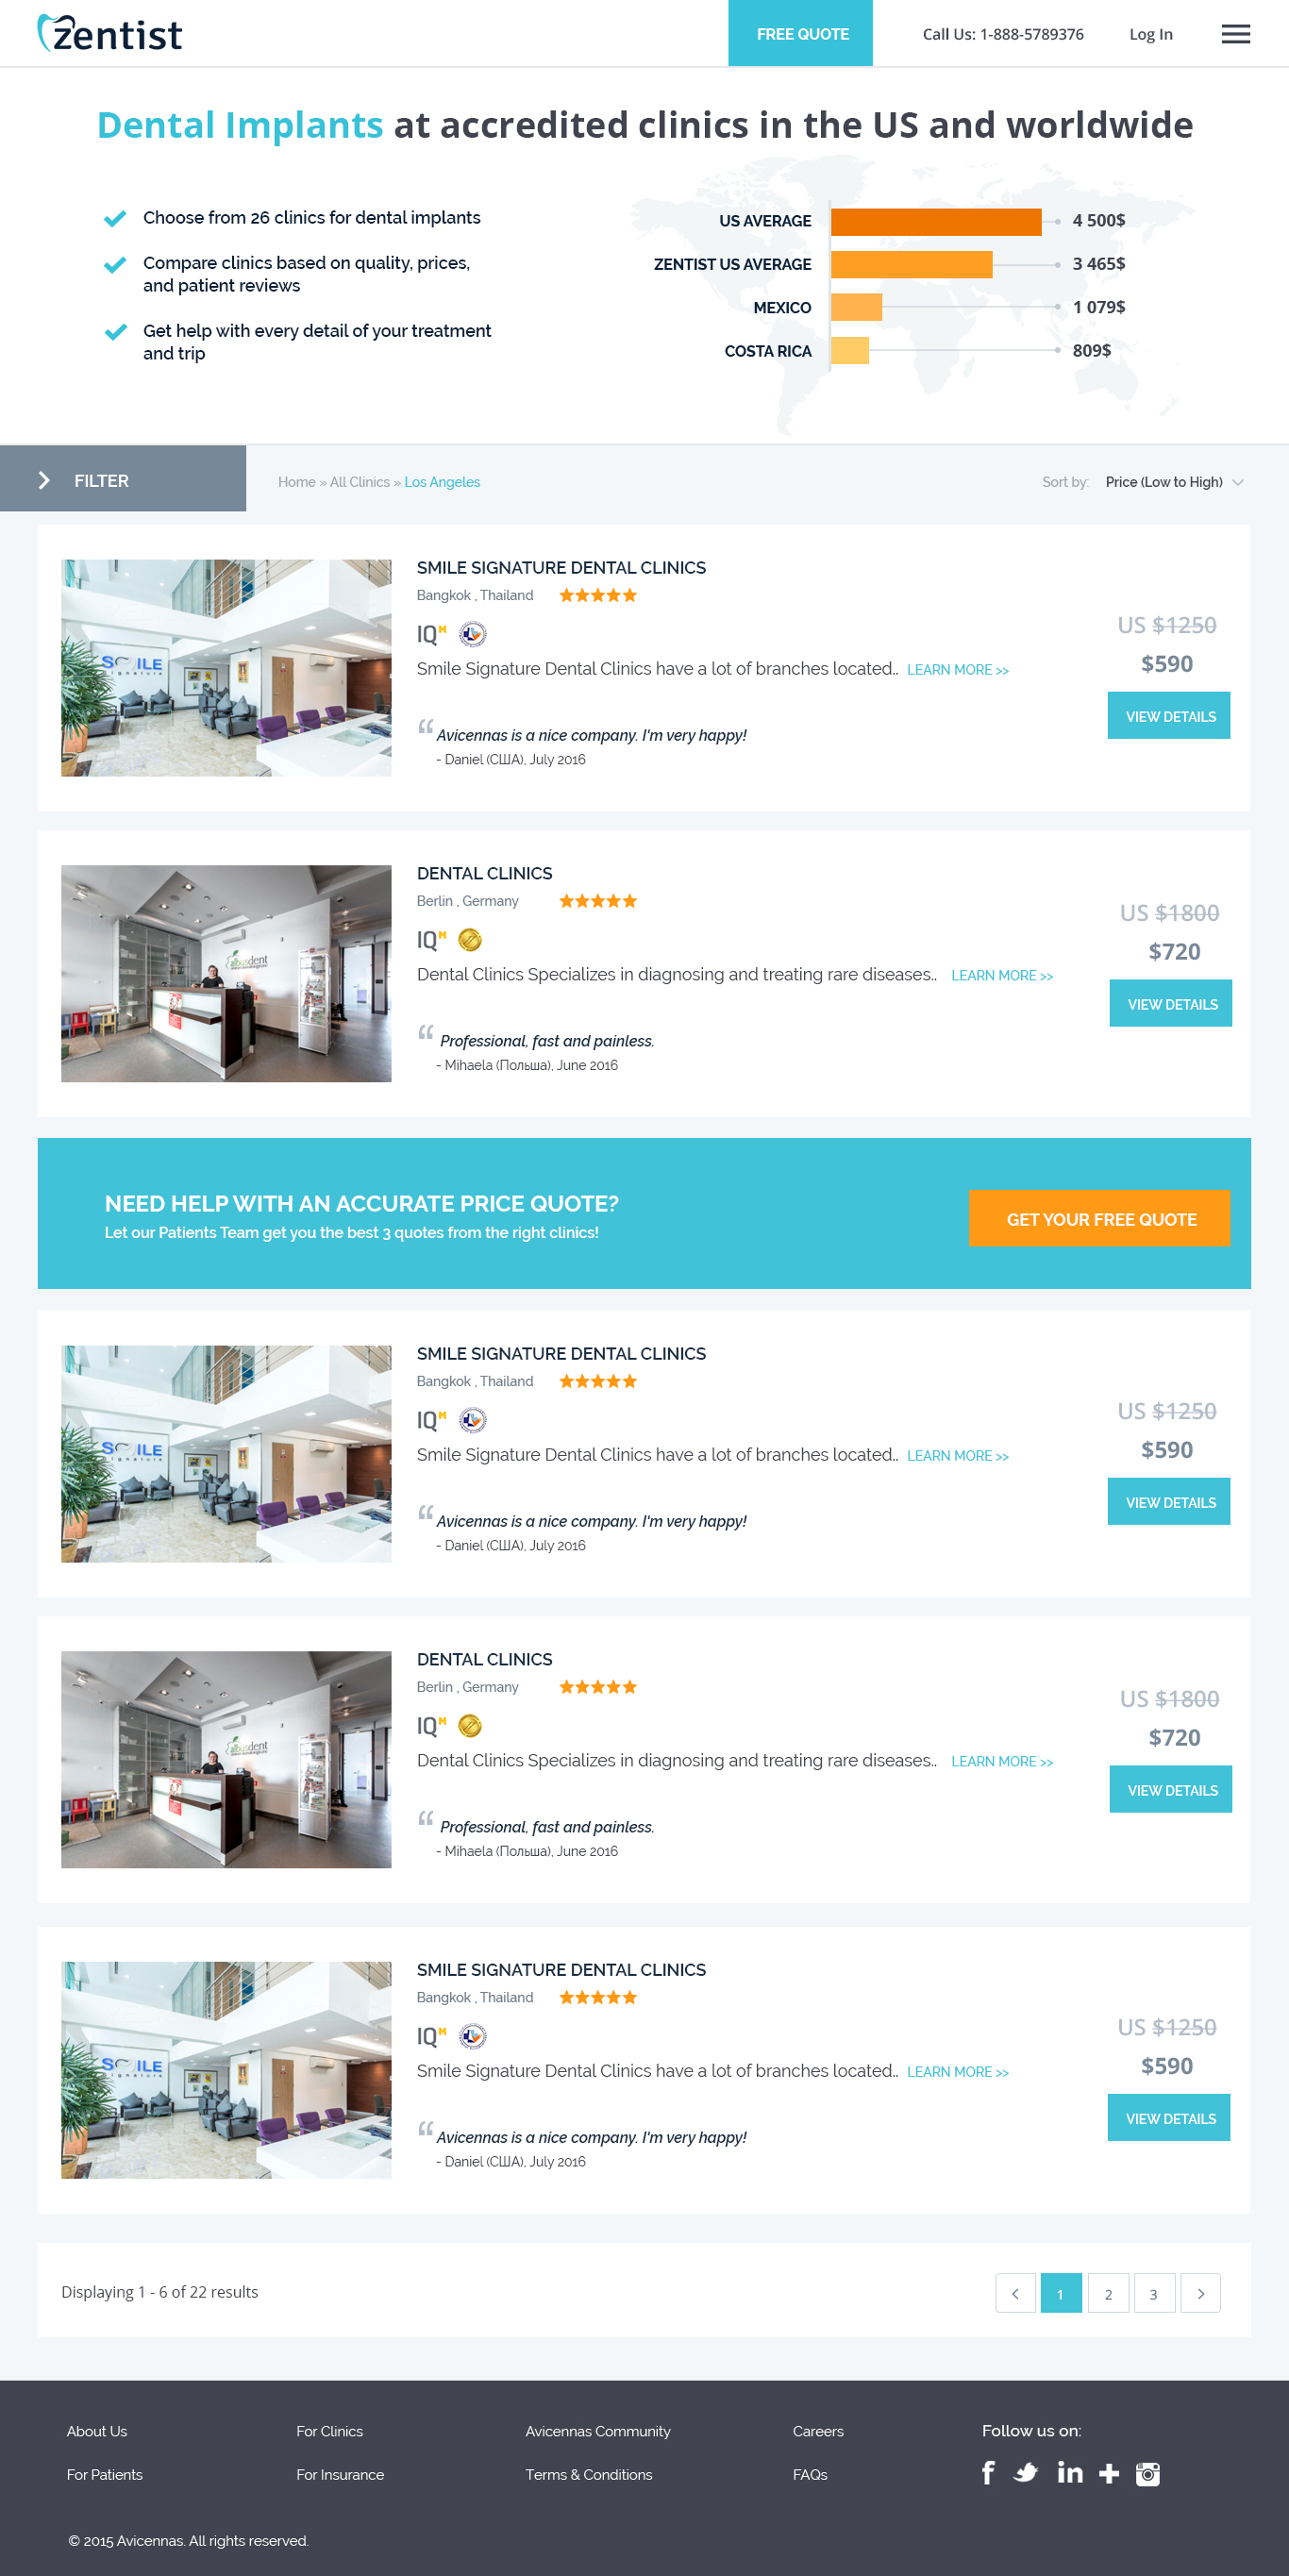 Zentist
FREE QUOTE
Call Us: 1-888-5789376
Log In
Dental Implants at accredited clinics in the US and worldwide
Choose from 26 clinics for dental implants
Compare clinics based on quality, prices,
and patient reviews
Get help with every detail of your treatment
and trip
US AVERAGE 4 500$
ZENTIST US AVERAGE 3 465$
MEXICO 1 079$
COSTA RICA 809$
FILTER
Home » All Clinics » Los Angeles
Sort by: Price (Low to High)
SMILE
signature
SMILE SIGNATURE DENTAL CLINICS
Bangkok , Thailand
IQM
Smile Signature Dental Clinics have a lot of branches located.. LEARN MORE >>
“ Avicennas is a nice company. I'm very happy!
- Daniel (США), July 2016
US $1250
$590
VIEW DETAILS
albusdent
DENTAL CLINICS
Berlin , Germany
IQM
Dental Clinics Specializes in diagnosing and treating rare diseases.. LEARN MORE >>
“ Professional, fast and painless.
- Mihaela (Польша), June 2016
US $1800
$720
VIEW DETAILS
NEED HELP WITH AN ACCURATE PRICE QUOTE?
Let our Patients Team get you the best 3 quotes from the right clinics!
GET YOUR FREE QUOTE
SMILE
signature
SMILE SIGNATURE DENTAL CLINICS
Bangkok , Thailand
IQM
Smile Signature Dental Clinics have a lot of branches located.. LEARN MORE >>
“ Avicennas is a nice company. I'm very happy!
- Daniel (США), July 2016
US $1250
$590
VIEW DETAILS
albusdent
DENTAL CLINICS
Berlin , Germany
IQM
Dental Clinics Specializes in diagnosing and treating rare diseases.. LEARN MORE >>
“ Professional, fast and painless.
- Mihaela (Польша), June 2016
US $1800
$720
VIEW DETAILS
SMILE
signature
SMILE SIGNATURE DENTAL CLINICS
Bangkok , Thailand
IQM
Smile Signature Dental Clinics have a lot of branches located.. LEARN MORE >>
“ Avicennas is a nice company. I'm very happy!
- Daniel (США), July 2016
US $1250
$590
VIEW DETAILS
Displaying 1 - 6 of 22 results
1 2 3
About Us
For Clinics
Avicennas Community
Careers
Follow us on:
For Patients
For Insurance
Terms & Conditions
FAQs
© 2015 Avicennas. All rights reserved.